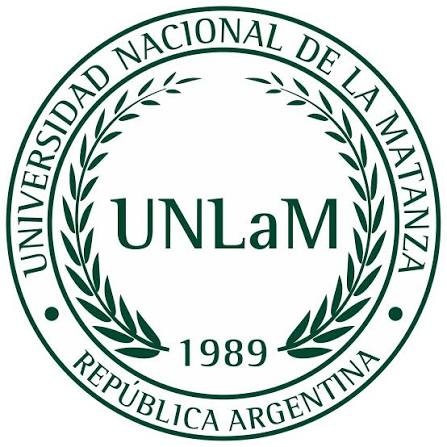 UNIVERSIDAD NACIONAL DE LA MATANZA
UNLaM
1989
REPÚBLICA ARGENTINA